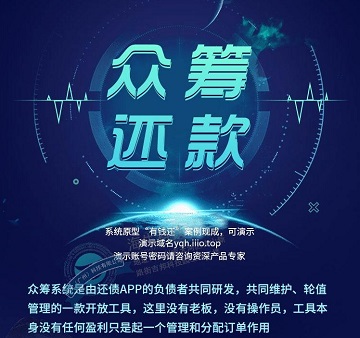 众筹
还款
系统原型“有钱还”案例现成，可演示
演示域名yqh.iiio.top
演示账号密码请咨询资深产品专家
众筹系统是由还债APP的负债者共同研发，共同维护、轮值
管理的一款开放工具，这里没有老板，没有操作员，工具本
身没有任何盈利只是起一个管理和分配订单作用